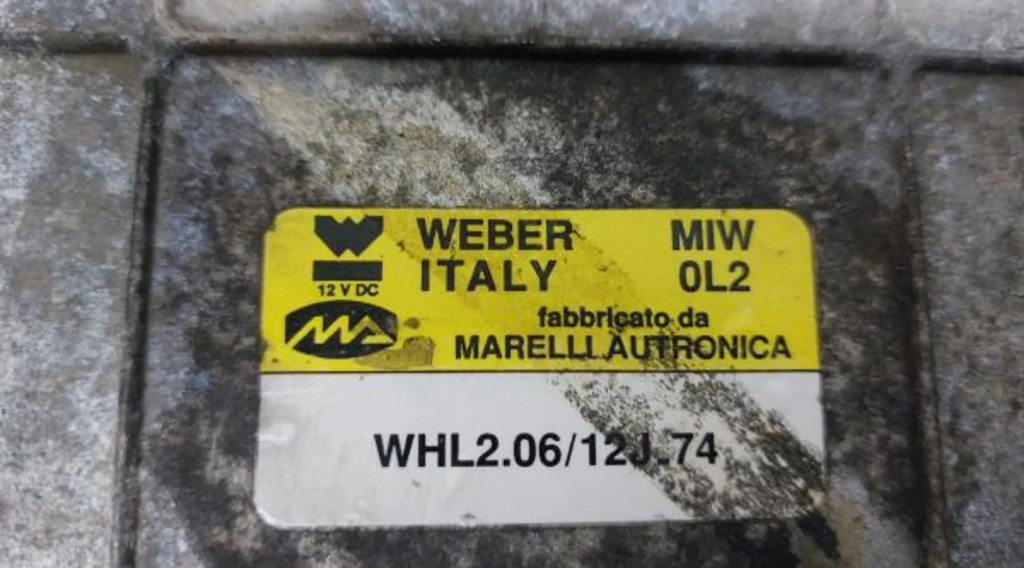 WEBER MIW
ITALY 0L2
12 V DC
fabbricato da
MARELLI AUTRONICA
WHL2.06/12J.74